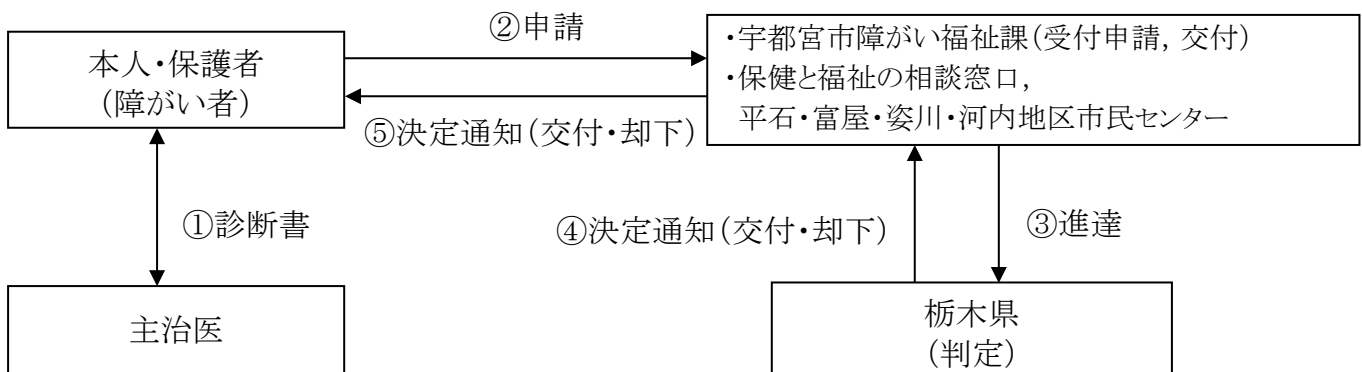 ②申請
本人・保護者
(障がい者)
・宇都宮市障がい福祉課(受付申請, 交付)
・保健と福祉の相談窓口,
平石・富屋・姿川・河内地区市民センター
⑤決定通知(交付・却下)
①診断書
④決定通知(交付・却下)
③進達
主治医
栃木県
(判定)